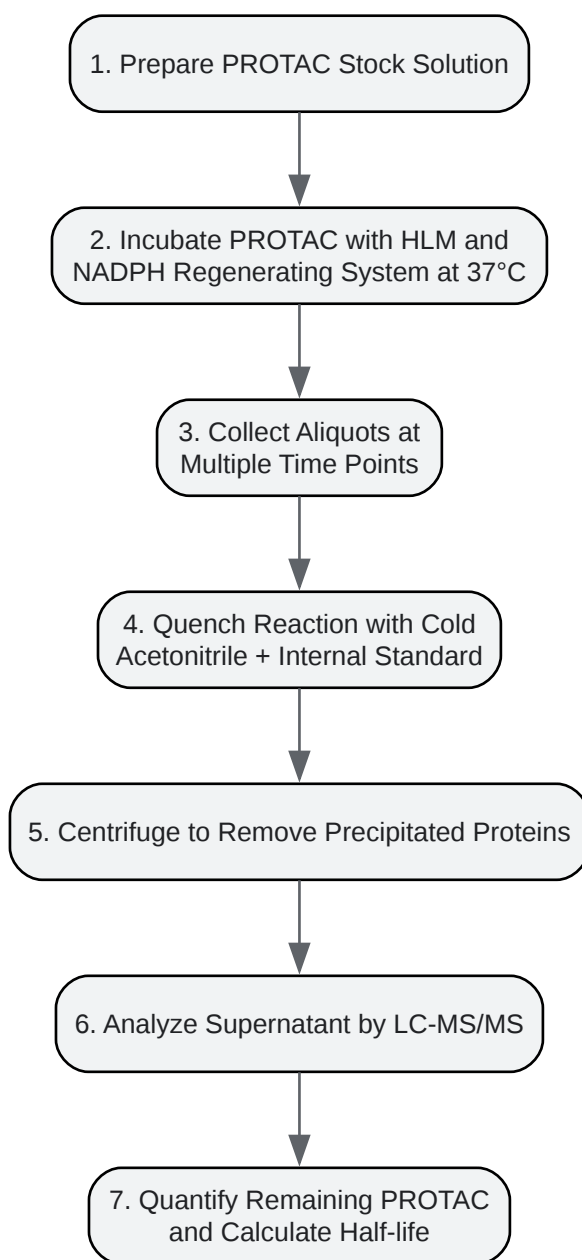 1. Prepare PROTAC Stock Solution
2. Incubate PROTAC with HLM and
NADPH Regenerating System at 37°C
3. Collect Aliquots at
Multiple Time Points
4. Quench Reaction with Cold
Acetonitrile + Internal Standard
5. Centrifuge to Remove Precipitated Proteins
6. Analyze Supernatant by LC-MS/MS
7. Quantify Remaining PROTAC
and Calculate Half-life